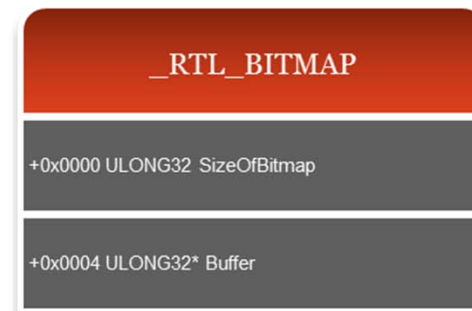 _RTL_BITMAP
+0x0000 ULONG32 SizeOfBitmap
+0x0004 ULONG32* Buffer